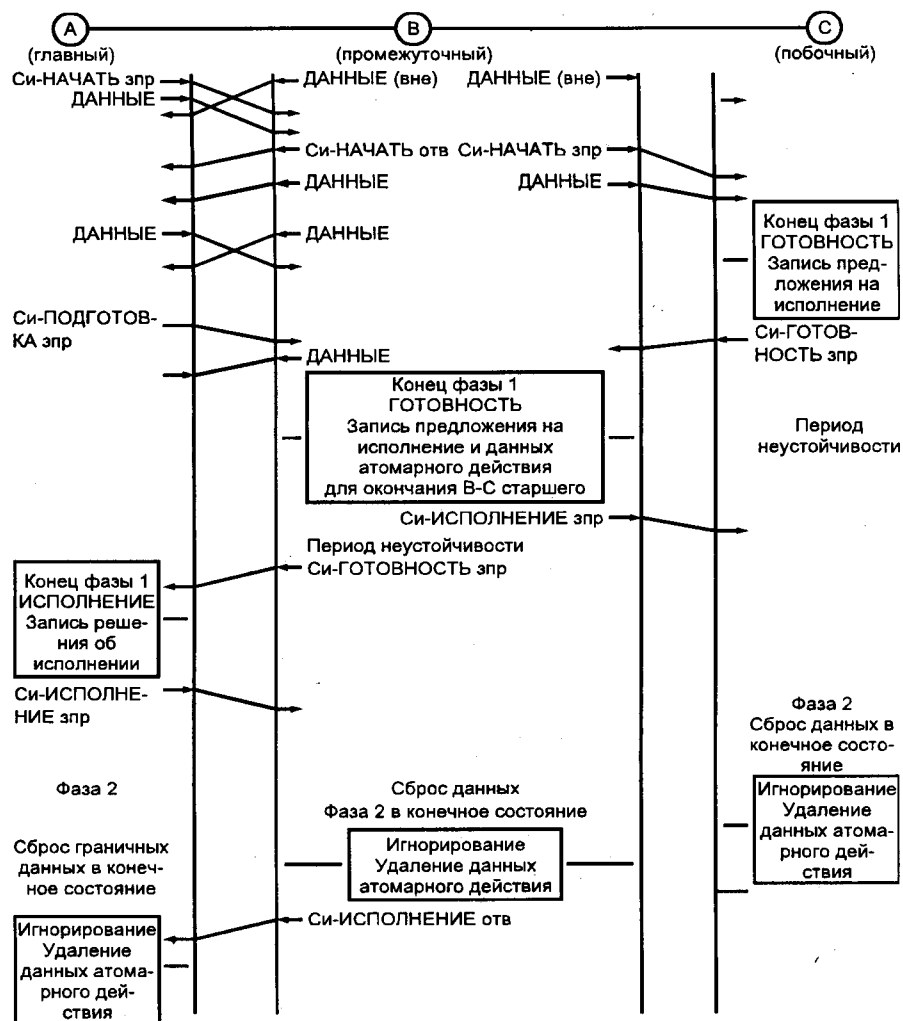 A
B
C
(главный)
(промежуточный)
(побочный)
Си-НАЧАТЬ зпр
ДАННЫЕ (вне)
ДАННЫЕ (вне)
ДАННЫЕ
Си-НАЧАТЬ отв
Си-НАЧАТЬ зпр
ДАННЫЕ
ДАННЫЕ
ДАННЫЕ
ДАННЫЕ
Конец фазы 1
ГОТОВНОСТЬ
Запись пред-
ложения на
исполнение
Си-ПОДГОТОВ-
КА зпр
Си-ГОТОВ-
НОСТЬ зпр
ДАННЫЕ
Конец фазы 1
ГОТОВНОСТЬ
Запись предложения на
исполнение и данных
атомарного действия
для окончания В-С старшего
Период
неустойчивости
Си-ИСПОЛНЕНИЕ зпр
Период неустойчивости
Си-ГОТОВНОСТЬ зпр
Конец фазы 1
ИСПОЛНЕНИЕ
Запись реше-
ния об
исполнении
Си-ИСПОЛНЕ-
НИЕ зпр
Фаза 2
Сброс данных в
конечное состо-
яние
Фаза 2
Сброс данных
Фаза 2 в конечное состояние
Игнорирование
Удаление
данных атома-
рного дей-
ствия
Сброс граничных
данных в конеч-
ное состояние
Игнорирование
Удаление данных
атомарного действия
Си-ИСПОЛНЕНИЕ отв
Игнорирование
Удаление
данных атома-
рного дей-
ствия